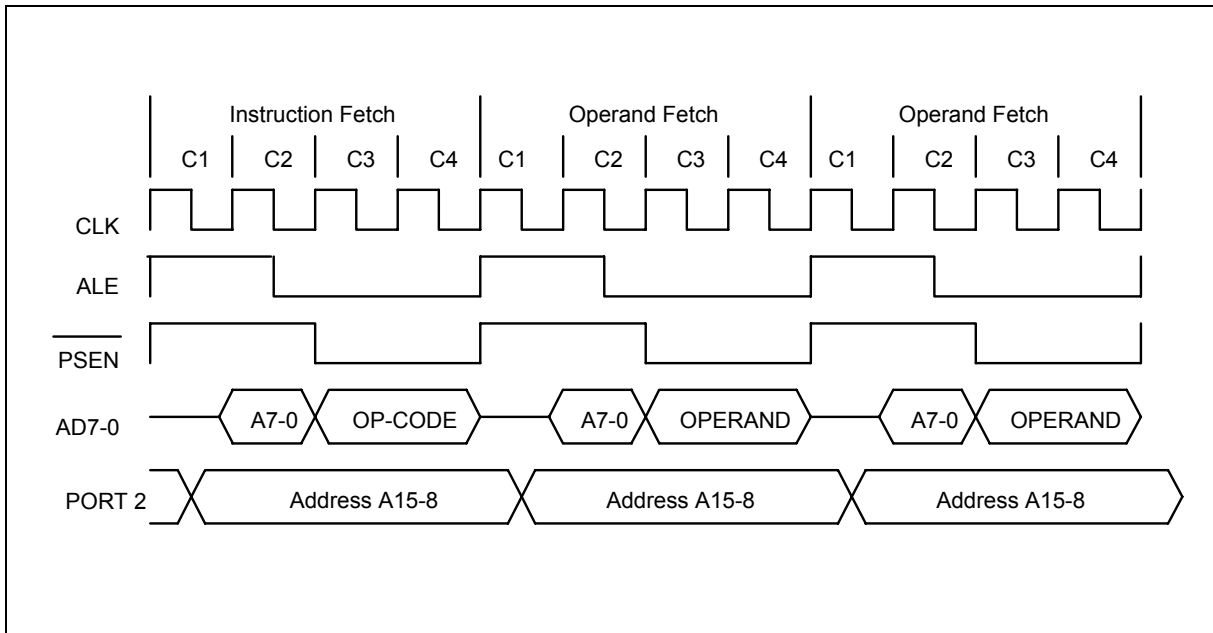 Instruction Fetch Operand Fetch Operand Fetch
C1 C2 C3 C4 C1 C2 C3 C4 C1 C2 C3 C4
CLK
ALE
PSEN
AD7-0 A7-0 OP-CODE A7-0 OPERAND A7-0 OPERAND
PORT 2 Address A15-8 Address A15-8 Address A15-8